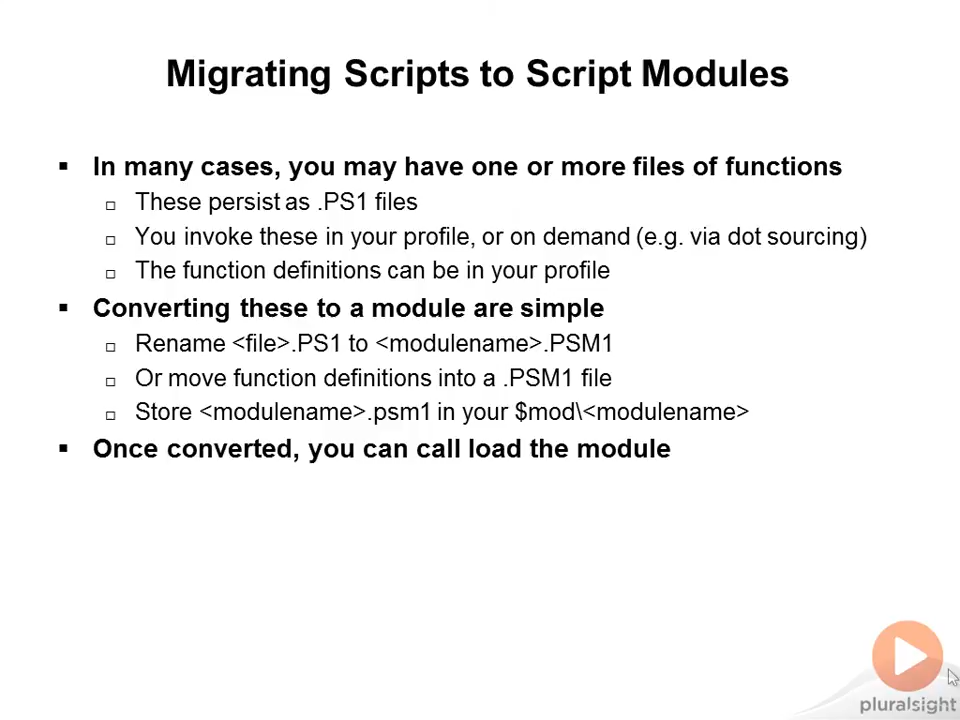 Migrating Scripts to Script Modules
In many cases, you may have one or more files of functions
These persist as .PS1 files
You invoke these in your profile, or on demand (e.g. via dot sourcing)
The function definitions can be in your profile
Converting these to a module are simple
Rename <file>.PS1 to <modulename>.PSM1
Or move function definitions into a .PSM1 file
Store <modulename>.psm1 in your $mod\<modulename>
Once converted, you can call load the module
pluralsight